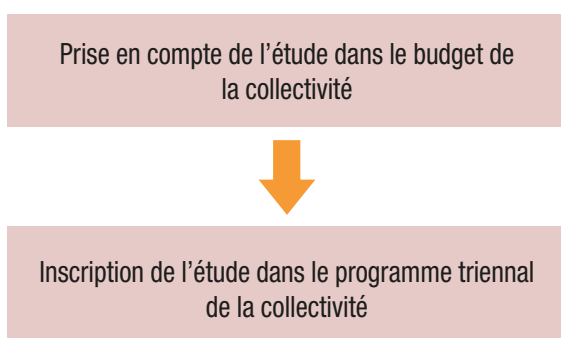 Prise en compte de l’étude dans le budget de
la collectivité
Inscription de l’étude dans le programme triennal
de la collectivité